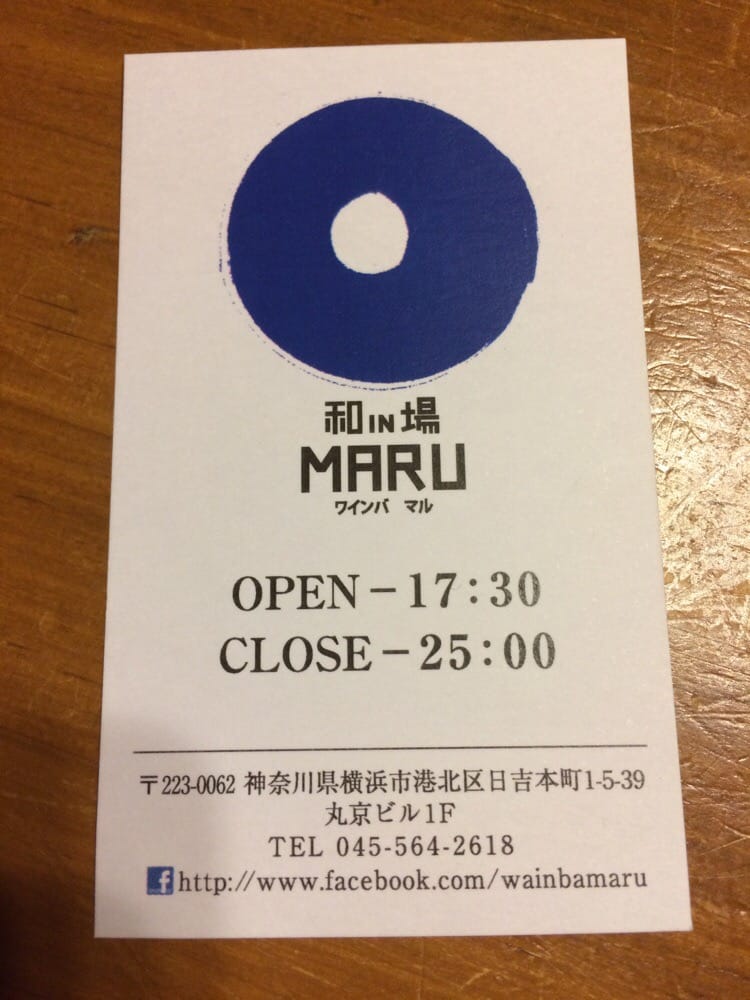 和IN場
MARU
ワインバ マル
OPEN－17:30
CLOSE－25:00
〒223-0062 神奈川県横浜市港北区日吉本町1-5-39
丸京ビル1F
TEL 045-564-2618
f http://www.facebook.com/wainbamaru